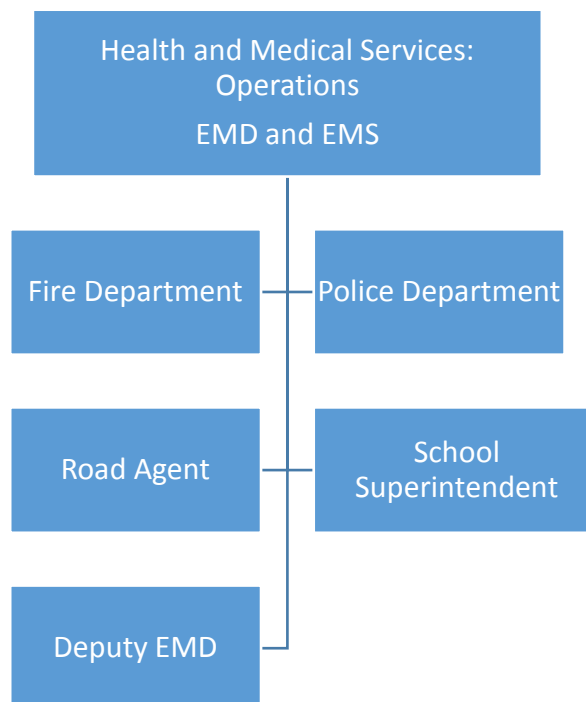 Health and Medical Services:
Operations
EMD and EMS
Fire Department
Police Department
Road Agent
School
Superintendent
Deputy EMD